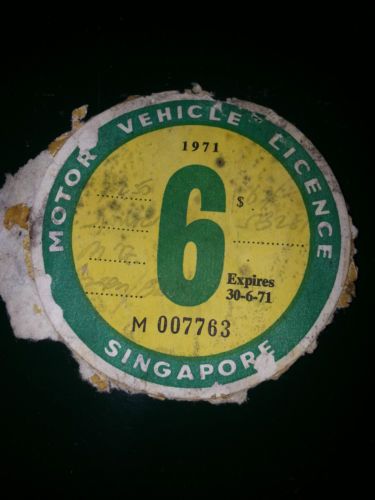 MOTOR VEHICLE LICENCE
1971
$
6
Expires
30-6-71
M 007763
SINGAPORE